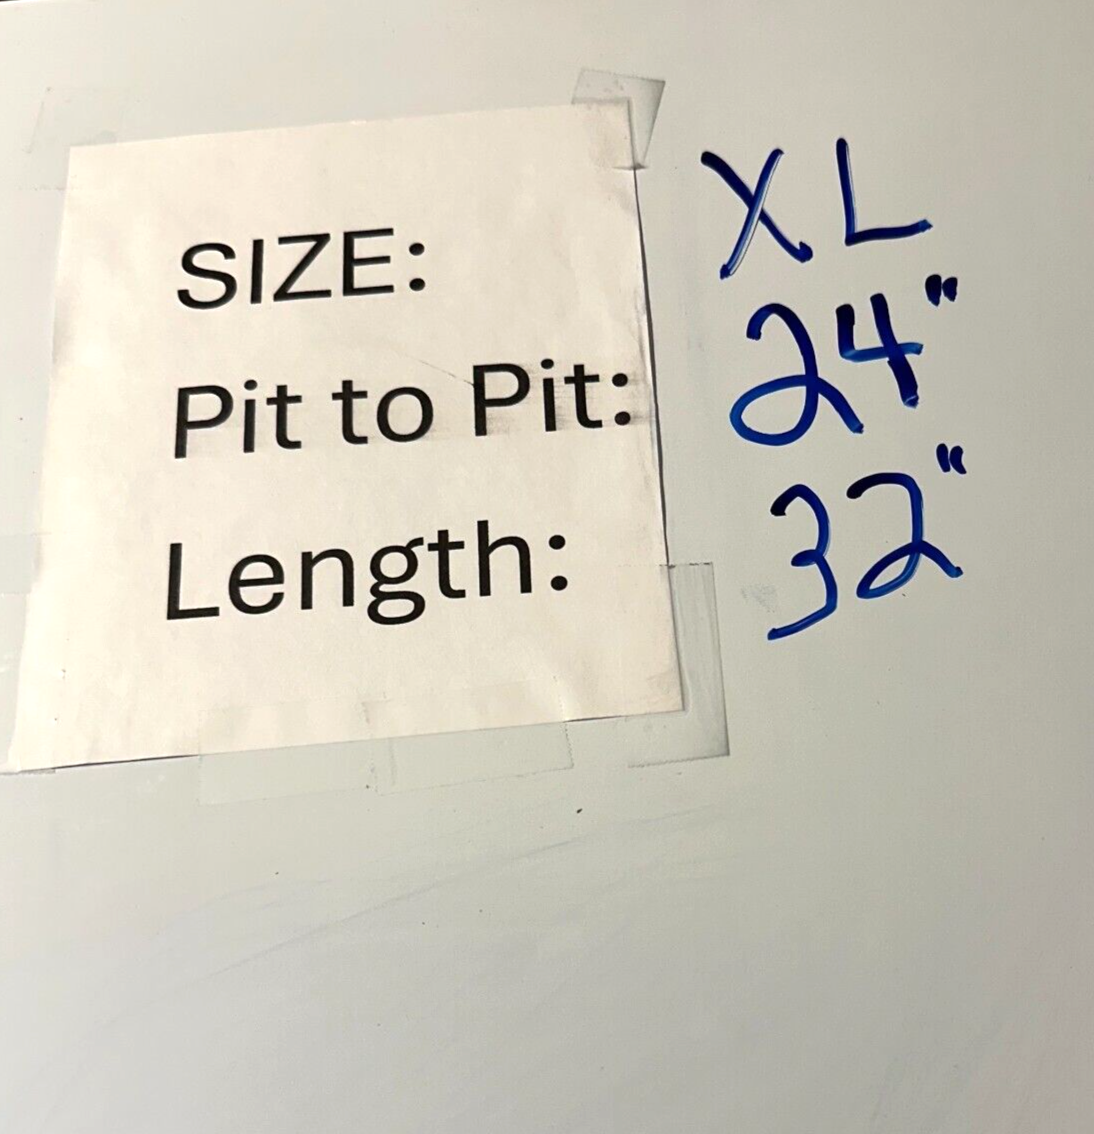 SIZE: XL
Pit to Pit: 24"
Length: 32"